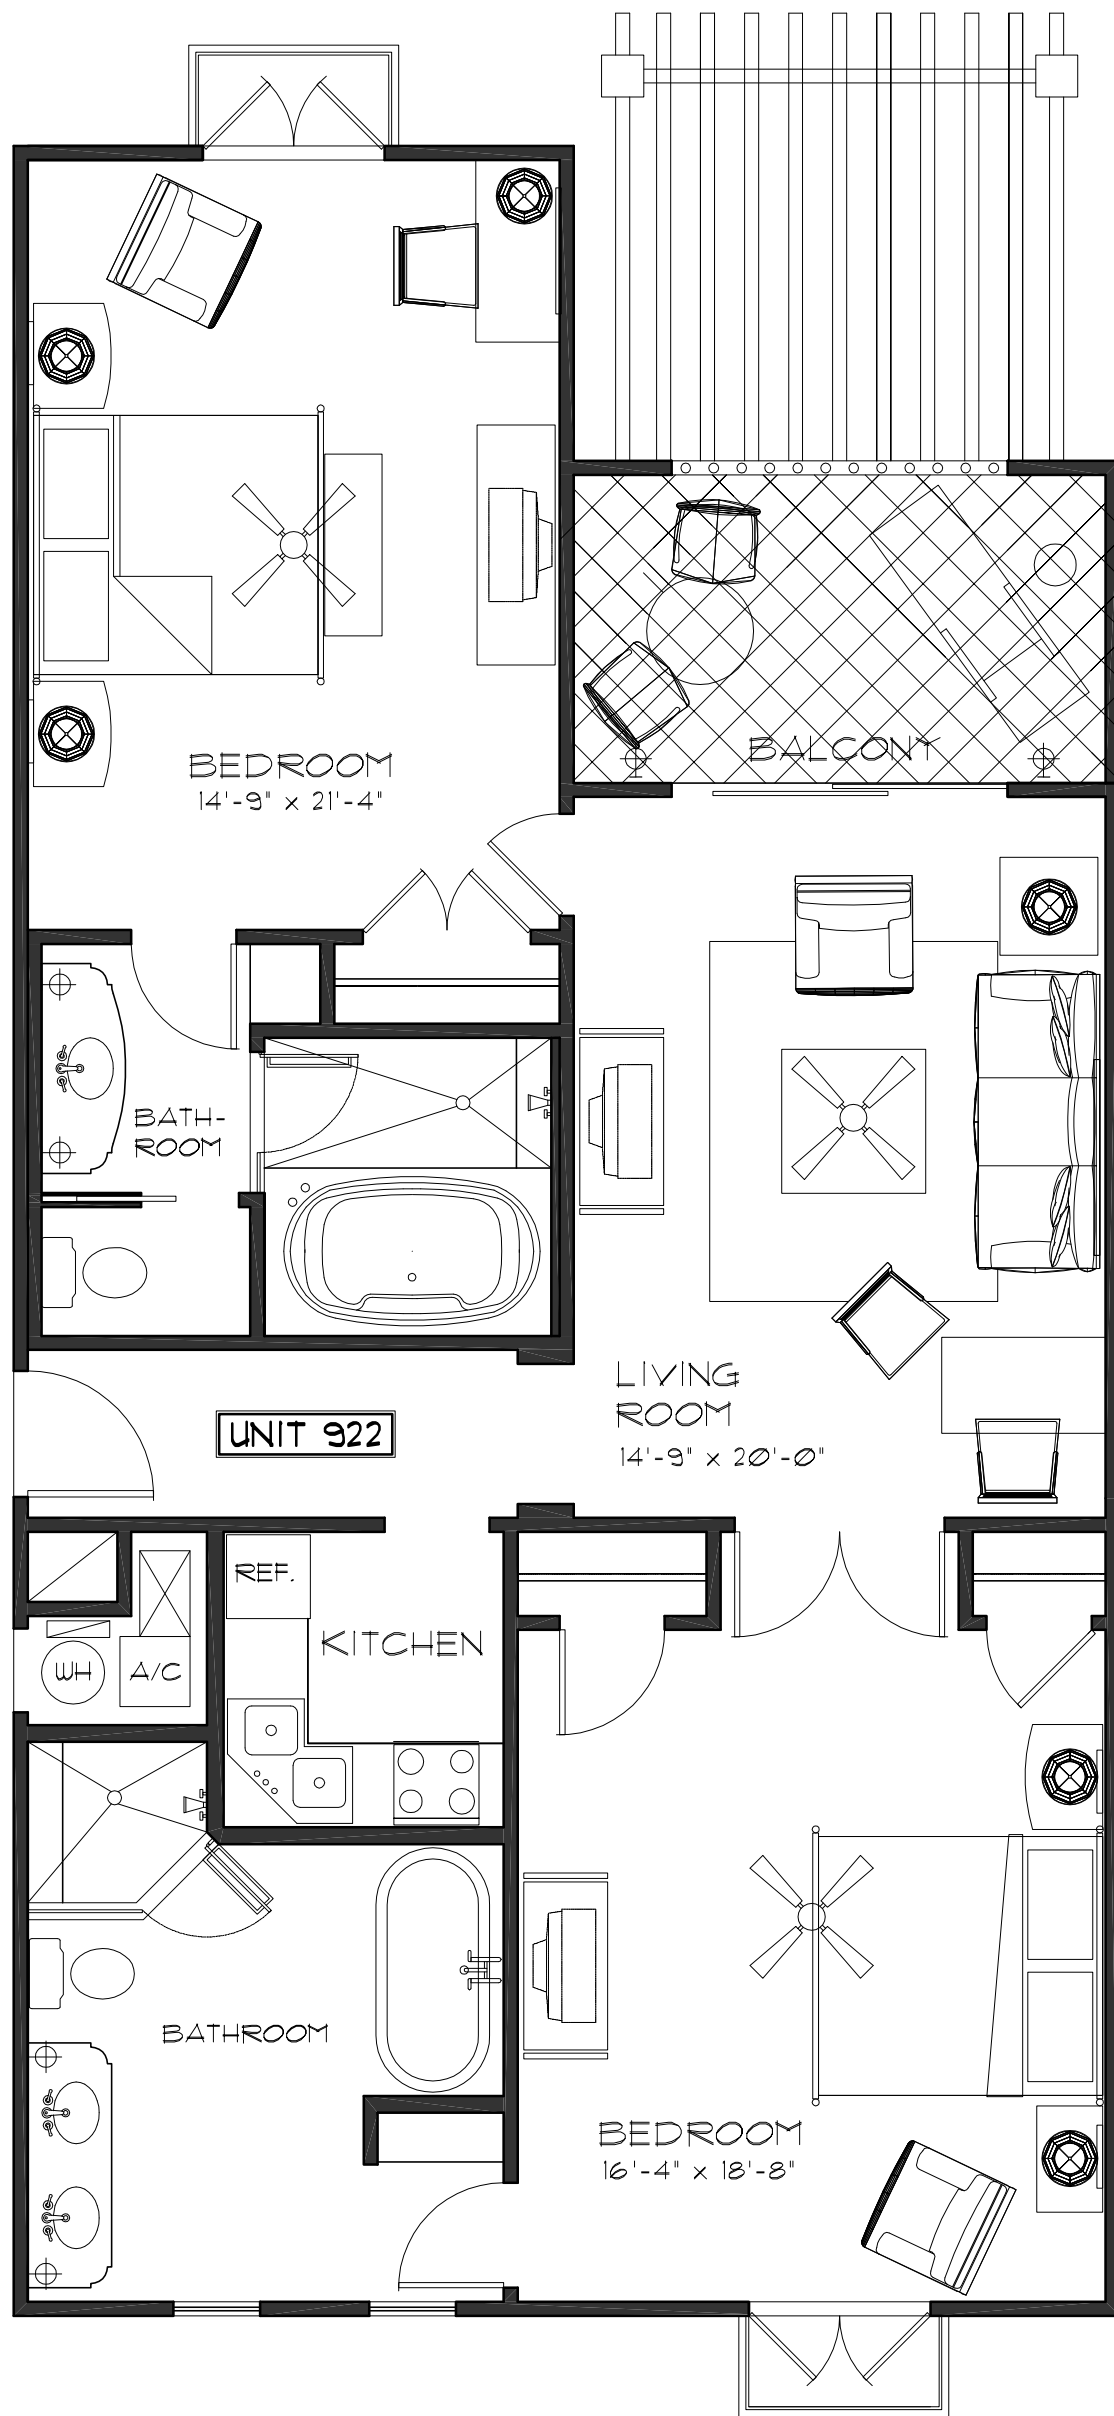 BEDROOM
14'-9" x 21'-4"
BALCONY
BATH-
ROOM
LIVING
ROOM
14'-9" x 20'-0"
UNIT 922
REF.
KITCHEN
WH
A/C
BATHROOM
BEDROOM
16'-4" x 18'-8"